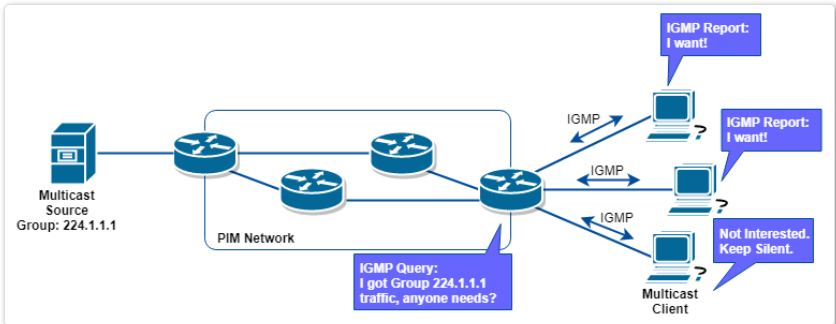 IGMP Report:
I want!
IGMP
IGMP Report:
I want!
IGMP
Multicast
Source
Group: 224.1.1.1
IGMP
Not Interested.
Keep Silent.
PIM Network
IGMP Query:
I got Group 224.1.1.1
traffic, anyone needs?
Multicast
Client
?
?
?